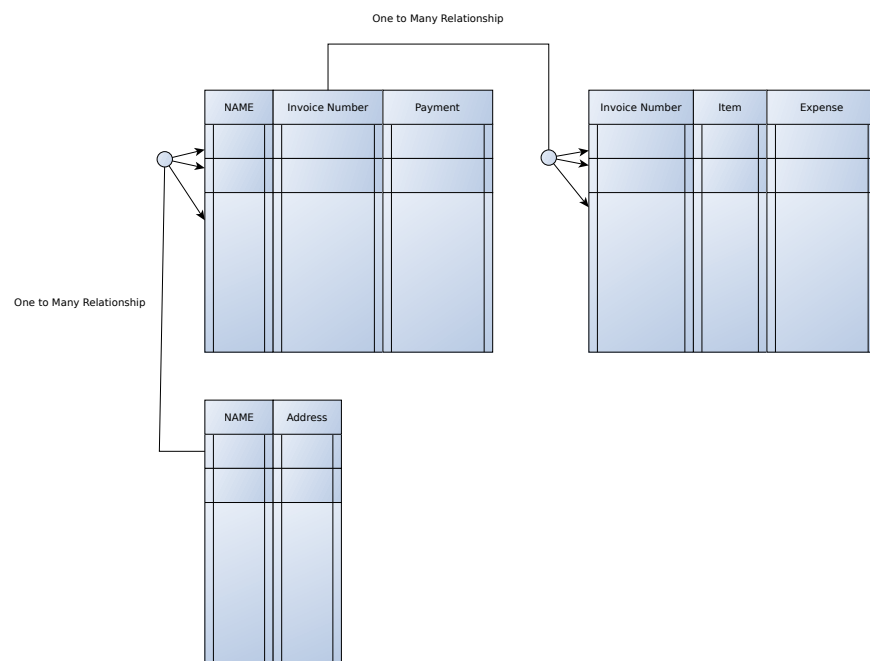 One to Many Relationship
NAME Invoice Number Payment
Invoice Number Item Expense
One to Many Relationship
NAME Address